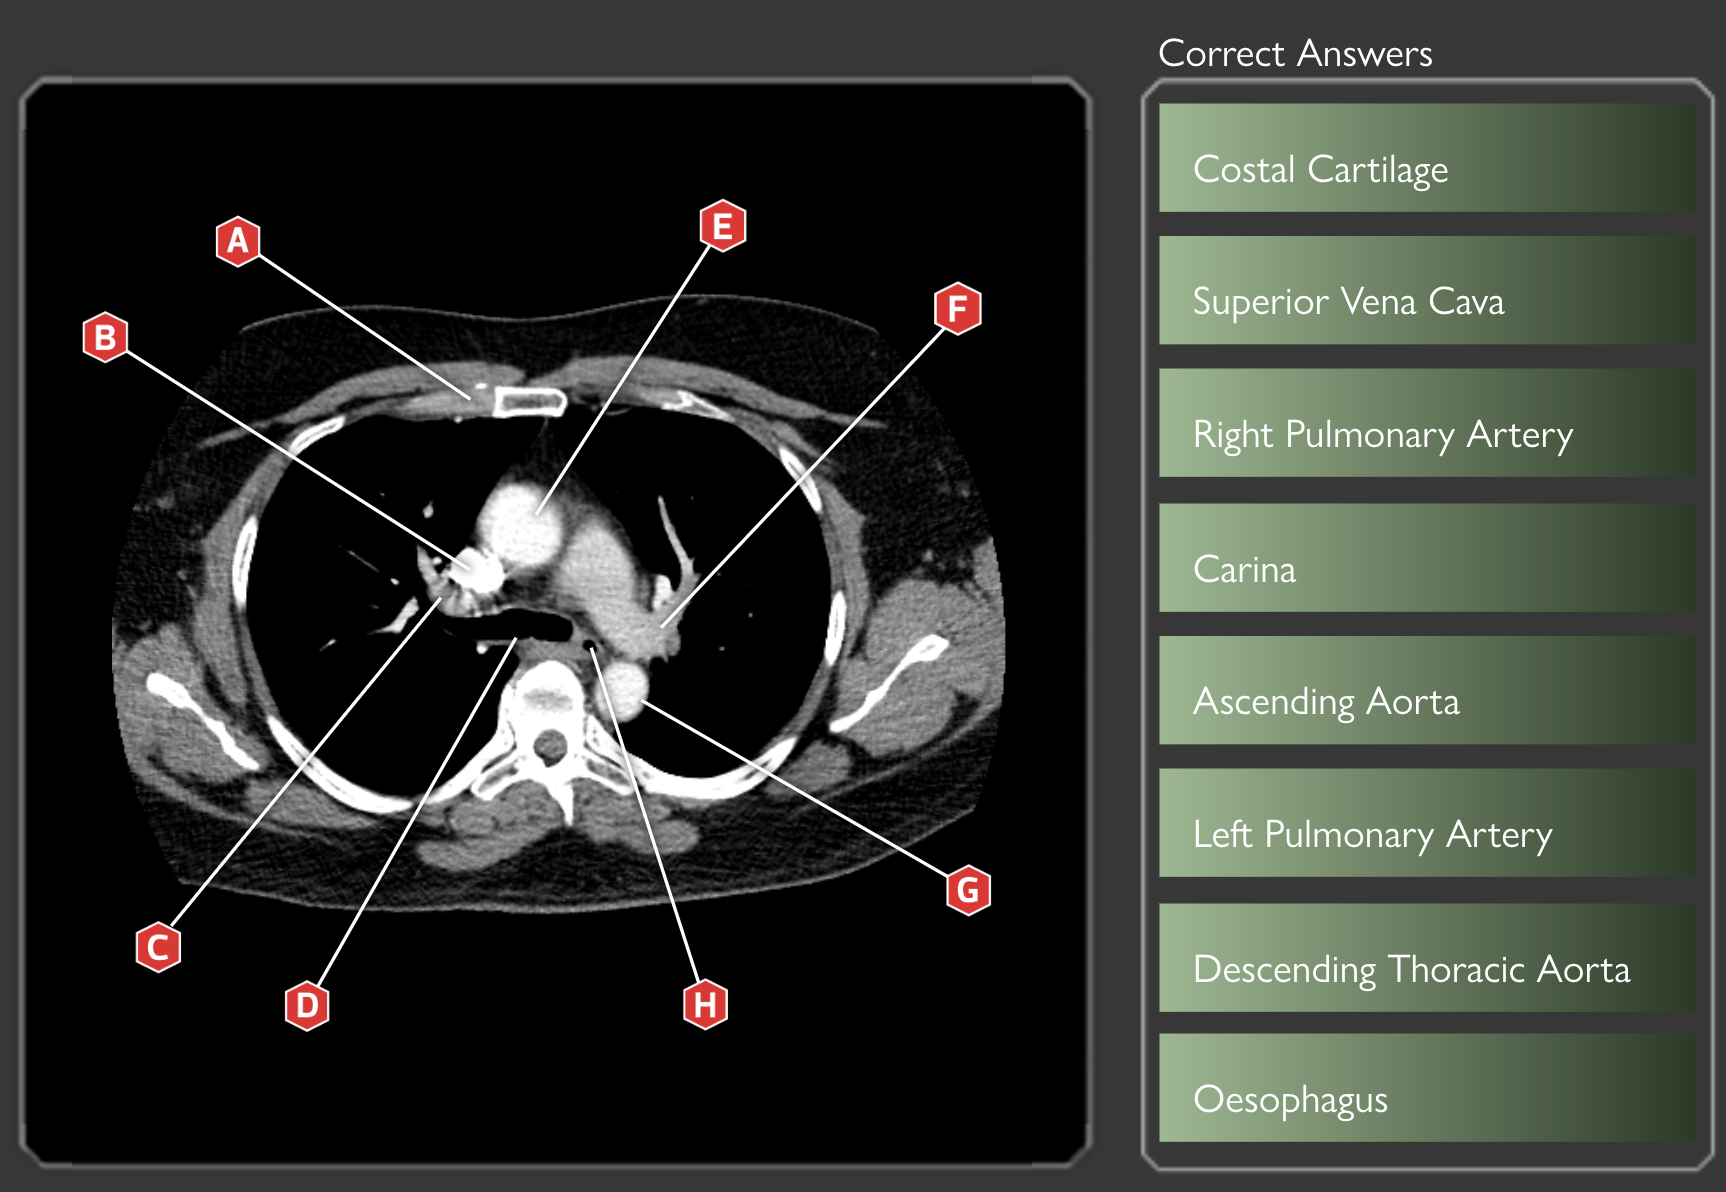 Correct Answers
A
E
F
B
C
D
H
G
Costal Cartilage
Superior Vena Cava
Right Pulmonary Artery
Carina
Ascending Aorta
Left Pulmonary Artery
Descending Thoracic Aorta
Oesophagus